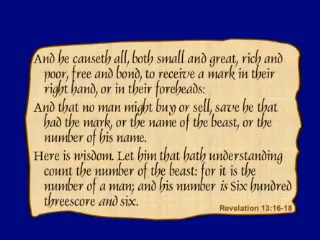 And he causeth all, both small and great, rich and
poor, free and bond, to receive a mark in their
right hand, or in their foreheads:
And that no man might buy or sell, save he that
had the mark, or the name of the beast, or the
number of his name.
Here is wisdom. Let him that hath understanding
count the number of the beast: for it is the
number of a man; and his number is Six hundred
threescore and six.
Revelation 13:16-18